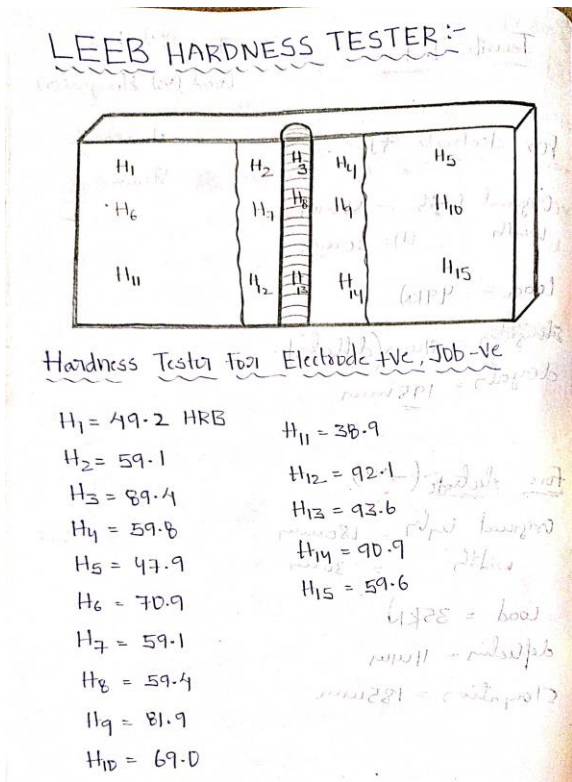 LEEB HARDNESS TESTER:-
H1 H2 H3 H4 H5
H6 H7 H8 H9 H10
H11 H12 H13 H14 H15
Hardness Tester For Electrode +ve, Job -ve
H1 = 49.2 HRB
H2 = 59.1
H3 = 89.4
H4 = 59.8
H5 = 47.9
H6 = 70.9
H7 = 59.1
H8 = 59.4
H9 = 81.9
H10 = 69.0
H11 = 38.9
H12 = 92.1
H13 = 93.6
H14 = 90.9
H15 = 59.6